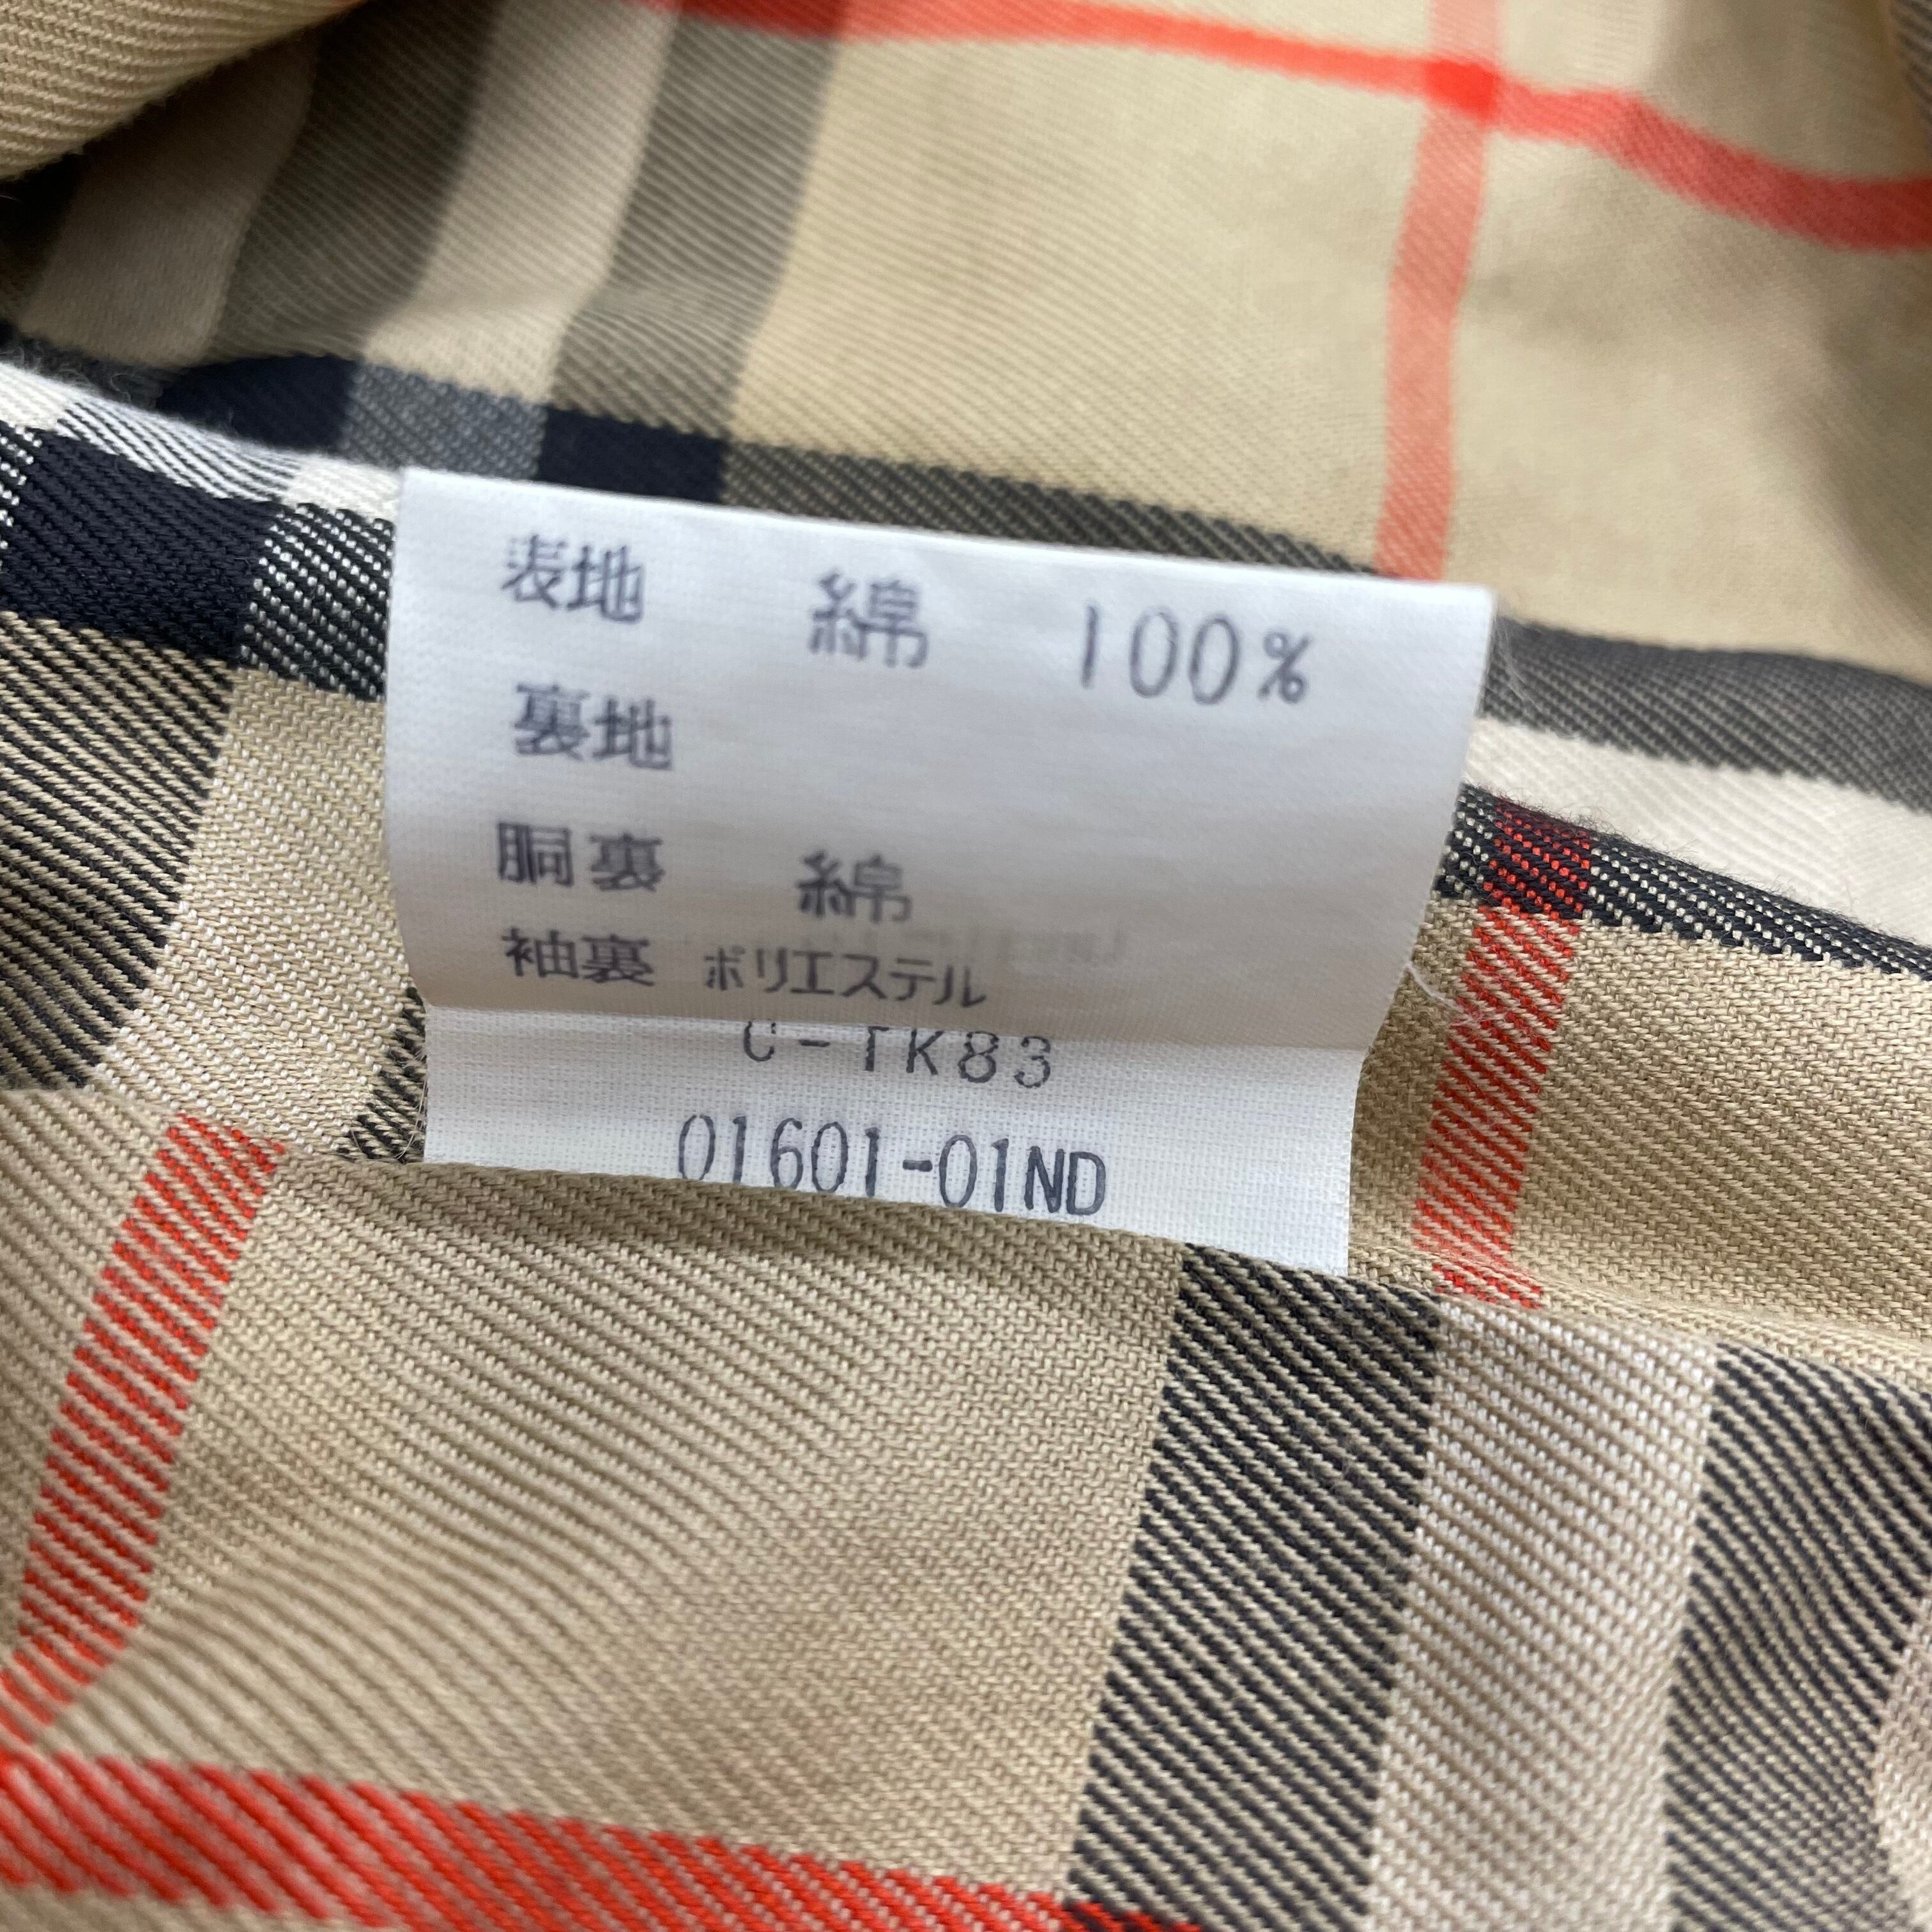 表地 綿 100%
裏地
胴裏 綿
袖裏 ポリエステル
C-TK83
01601-01ND